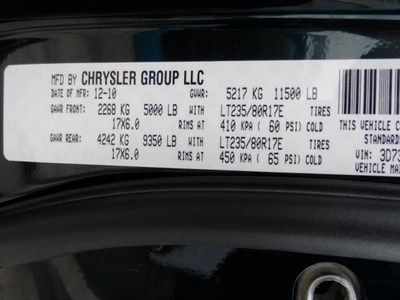 MFD BY CHRYSLER GROUP LLC
DATE OF MFR: 12-10 GVWR: 5217 KG 11500 LB
GAWR FRONT: 2268 KG 5000 LB WITH LT235/80R17E TIRES
17X6.0 RIMS AT 410 KPA ( 60 PSI) COLD
GAWR REAR: 4242 KG 9350 LB WITH LT235/80R17E TIRES
17X6.0 RIMS AT 450 KPA ( 65 PSI) COLD
THIS VEHICLE C
STANDARDS
VIN: 3D73
VEHICLE MA